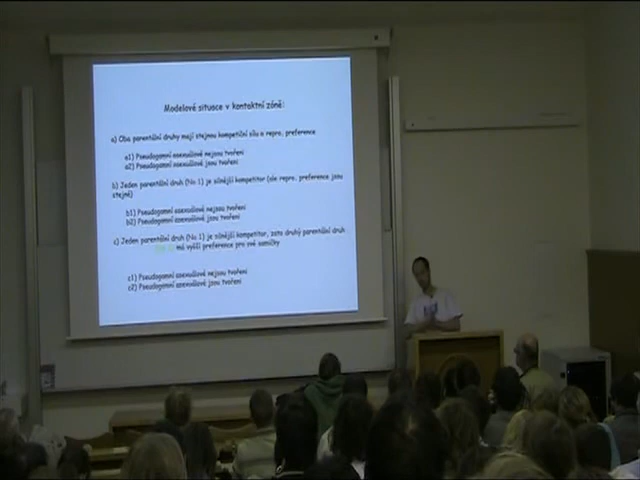 Modelové situace v kontaktní zóně:
a) Oba parentální druhy mají stejnou kompetiční sílu a repro. preference
a1) Pseudogamní asexuálové nejsou tvořeni
a2) Pseudogamní asexuálové jsou tvořeni
b) Jeden parentální druh (No 1) je silnější kompetitor (ale repro. preference jsou
stejné)
b1) Pseudogamní asexuálové nejsou tvořeni
b2) Pseudogamní asexuálové jsou tvořeni
c) Jeden parentální druh (No 1) je silnější kompetitor, zato druhý parentální druh
má vyšší preference pro své samičky
c1) Pseudogamní asexuálové nejsou tvořeni
c2) Pseudogamní asexuálové jsou tvořeni